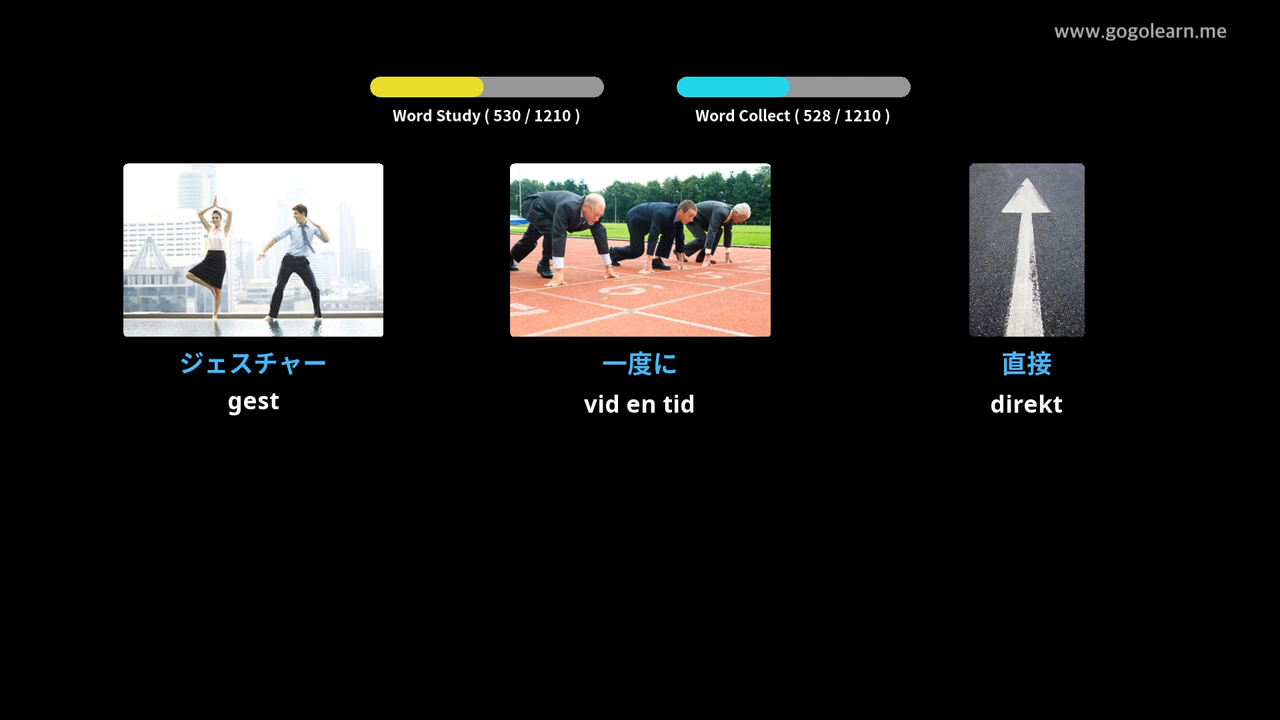 www.gogolearn.me
Word Study ( 530 / 1210 )
Word Collect ( 528 / 1210 )
ジェスチャー
gest
一度に
vid en tid
直接
direkt